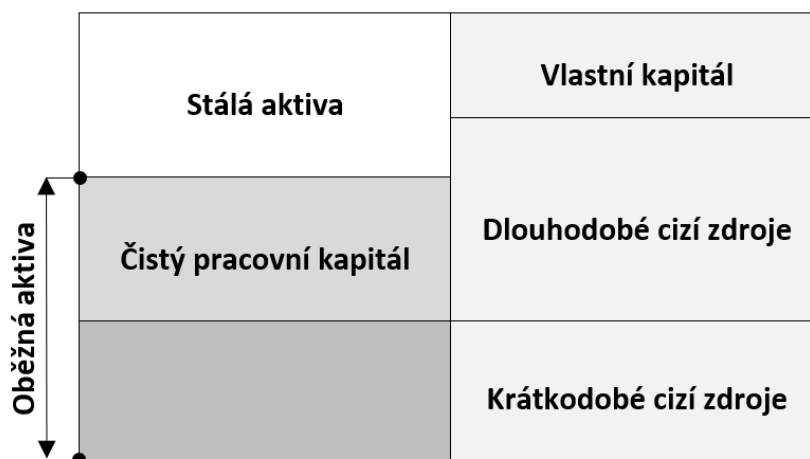 Stálá aktiva
Vlastní kapitál
Oběžná aktiva
Čistý pracovní kapitál
Dlouhodobé cizí zdroje
Krátkodobé cizí zdroje